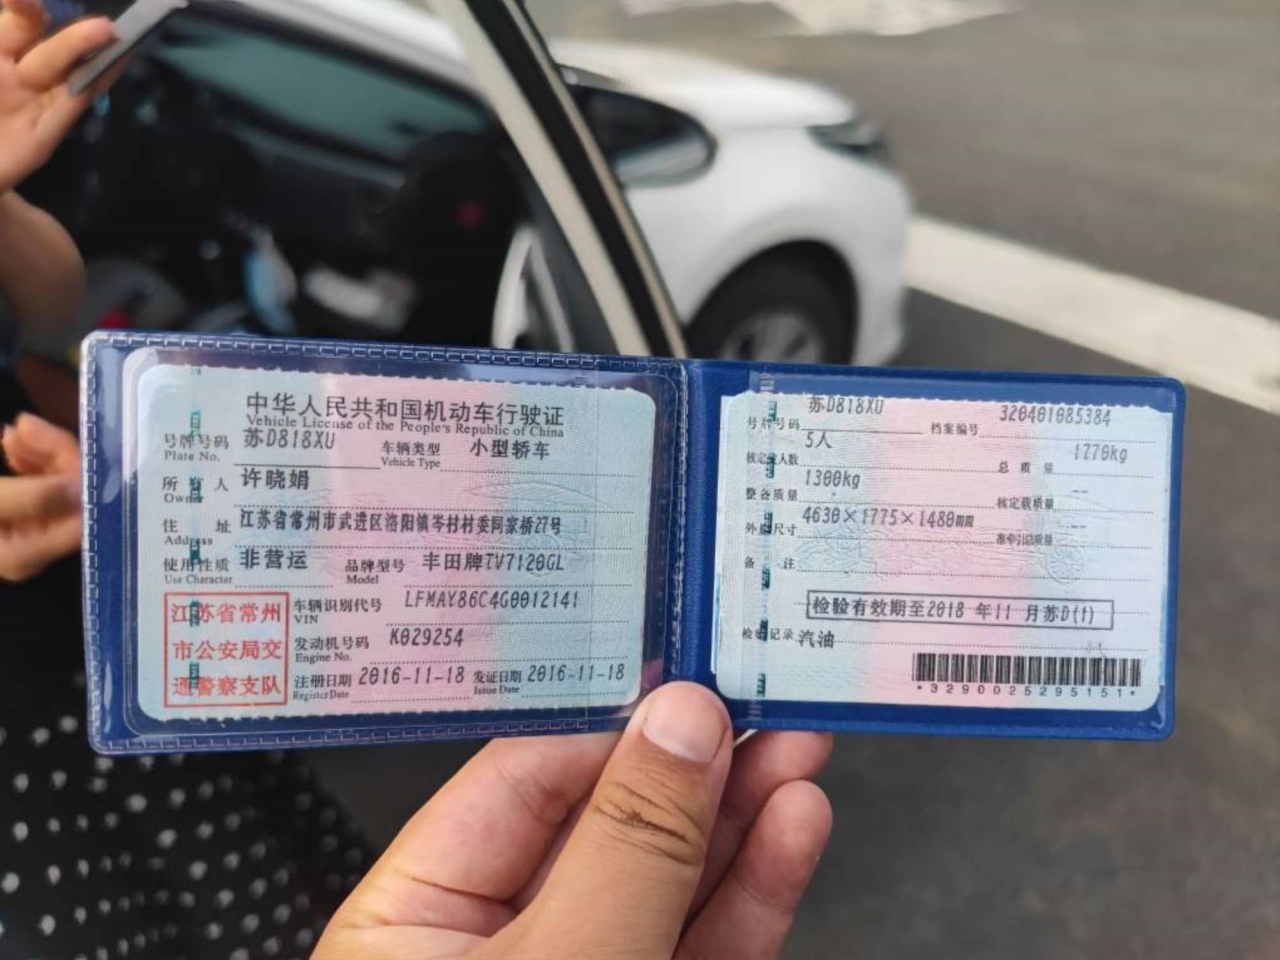 中华人民共和国机动车行驶证
Vehicle License of the People's Republic of China
号牌号码 苏D818XU 车辆类型 小型轿车
Plate No. Vehicle Type
所 有 人 许晓娟
Owner
住 址 江苏省常州市武进区洛阳镇岑村村委同家桥27号
Address
使用性质 非营运 品牌型号 丰田牌TV7120GL
Use Character Model
江苏省常州
市公安局交
通警察支队
车辆识别代号 LFMAY86C4G0012141
VIN
发动机号码 K029254
Engine No.
注册日期 2016-11-18 发证日期 2016-11-18
Register Date Issue Date
号牌号码 苏D818XU 档案编号 320401085384
核定载人数 5人 总 质 量 1770kg
整备质量 1300kg 核定载质量 --
外廓尺寸 4630×1775×1480mm 准牵引总质量 --
备 注
检验有效期至2018 年11 月苏D(1)
检验记录 汽油
*3290025295151*